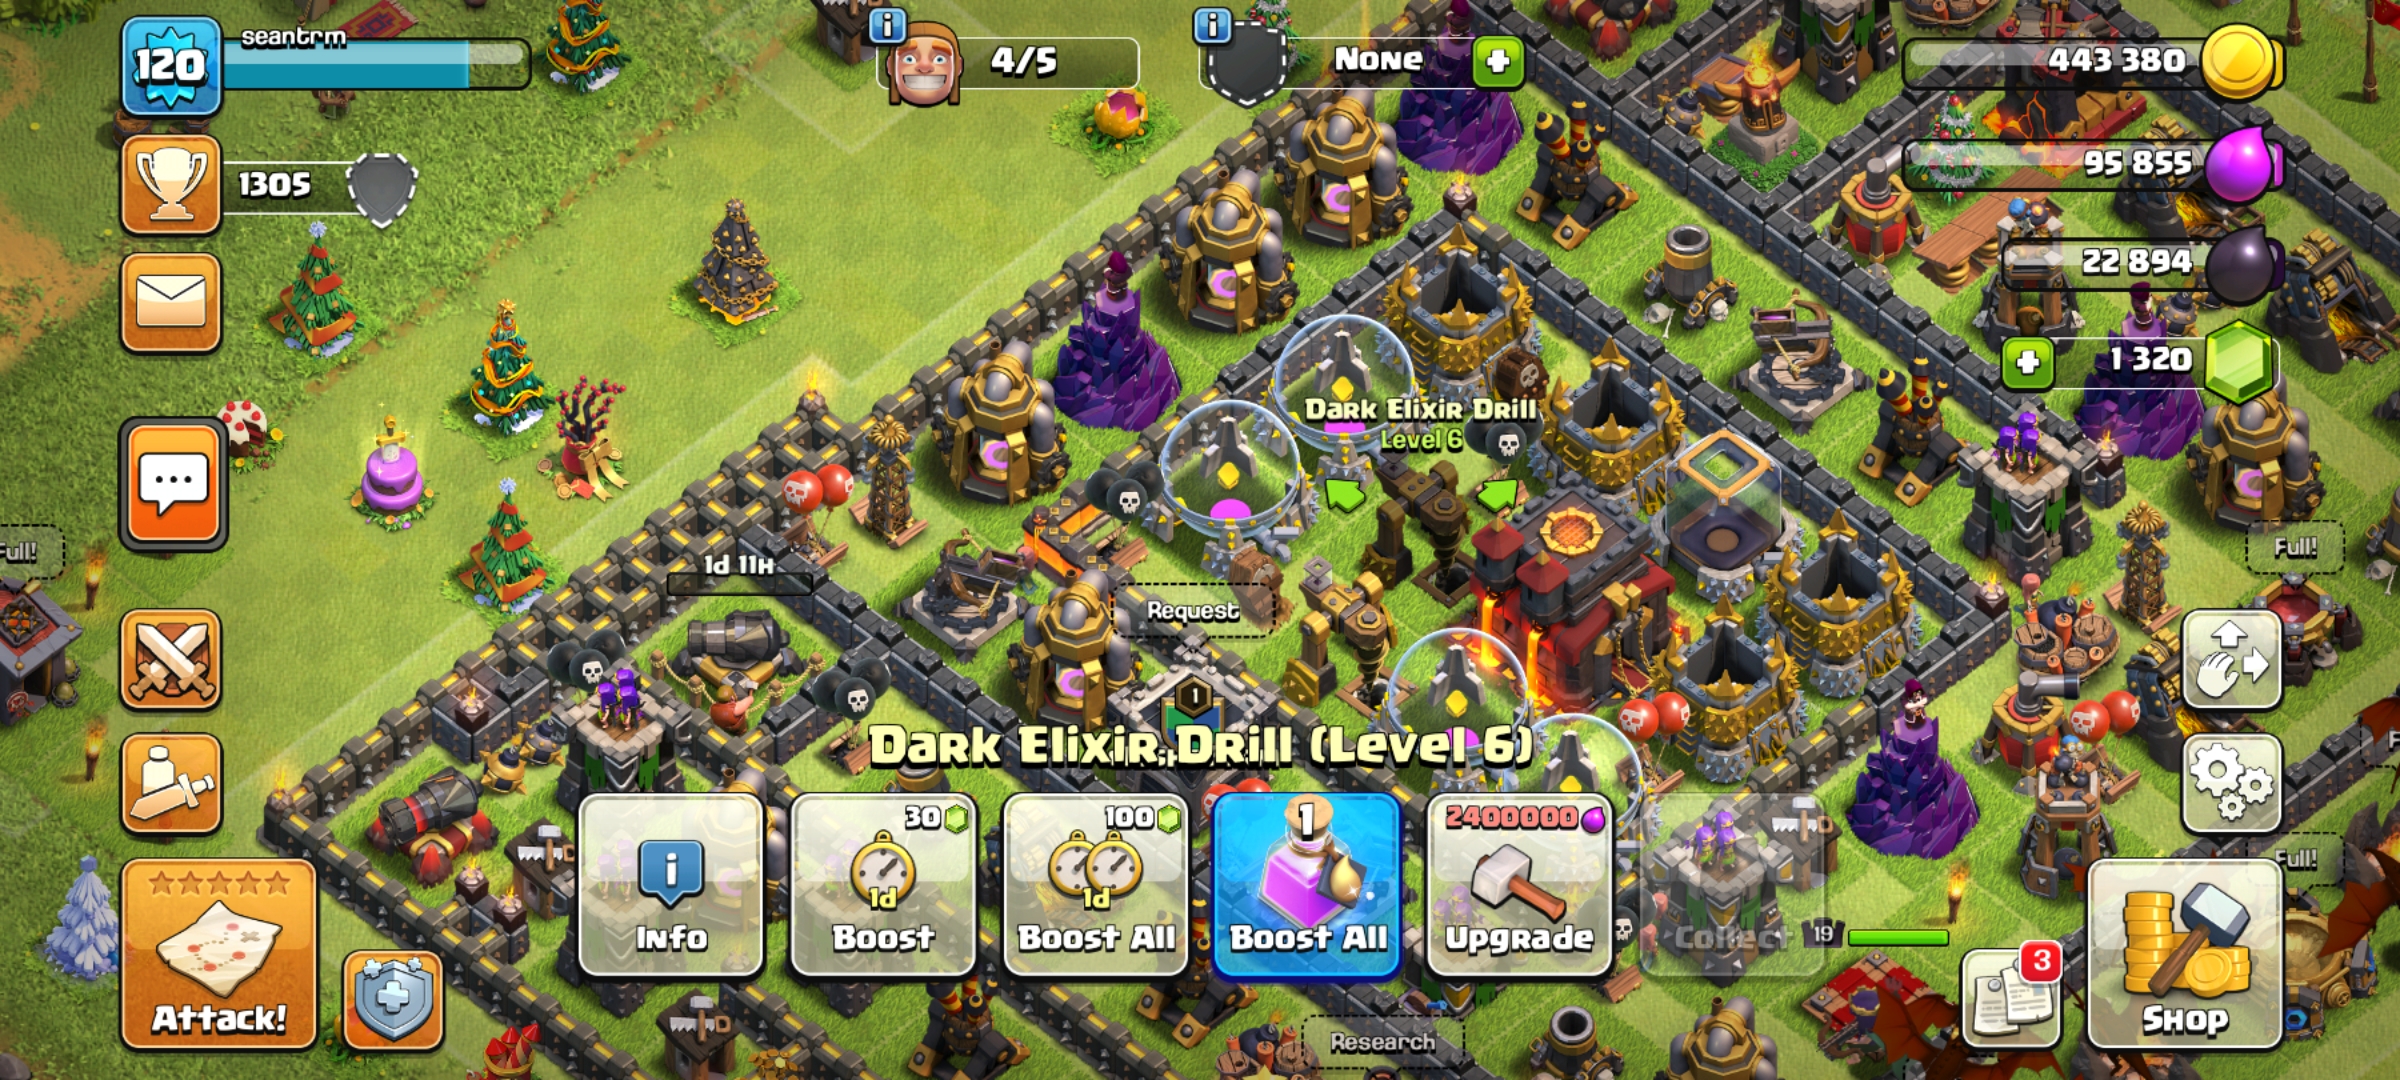 120
seantrm
4/5
None
443 380
1305
95 855
22 894
1 320
Dark Elixir Drill
Level 6
Full!
Full!
1d 11H
Request
1
Dark Elixir Drill (Level 6)
30
1d
Boost
100
1d
Boost All
1
Boost All
2400000
Upgrade
Info
Collect
19
Full!
Attack!
3
Shop
Research